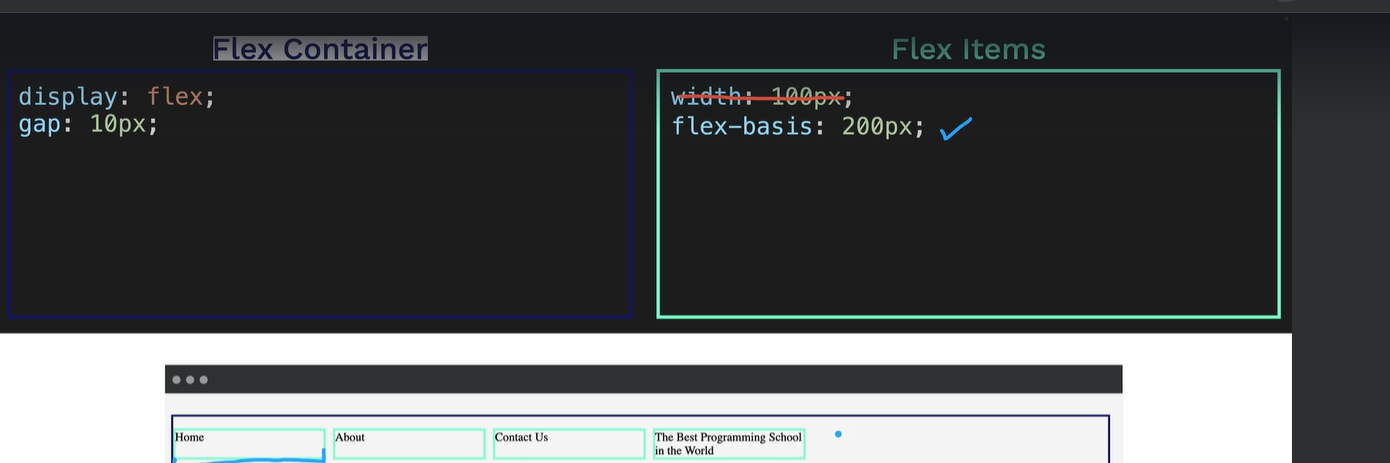 Flex Container
Flex Items
display: flex;
gap: 10px;
width: 100px;
flex-basis: 200px;
Home
About
Contact Us
The Best Programming School
in the World